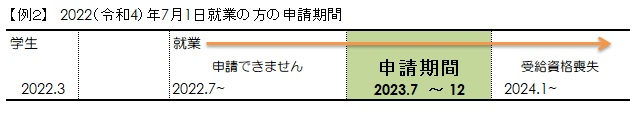 【例2】 2022(令和4)年7月1日就業の方の申請期間
学生 就業
申請できません 申請期間 受給資格喪失
2022.3 2022.7~ 2023.7 ～12 2024.1~